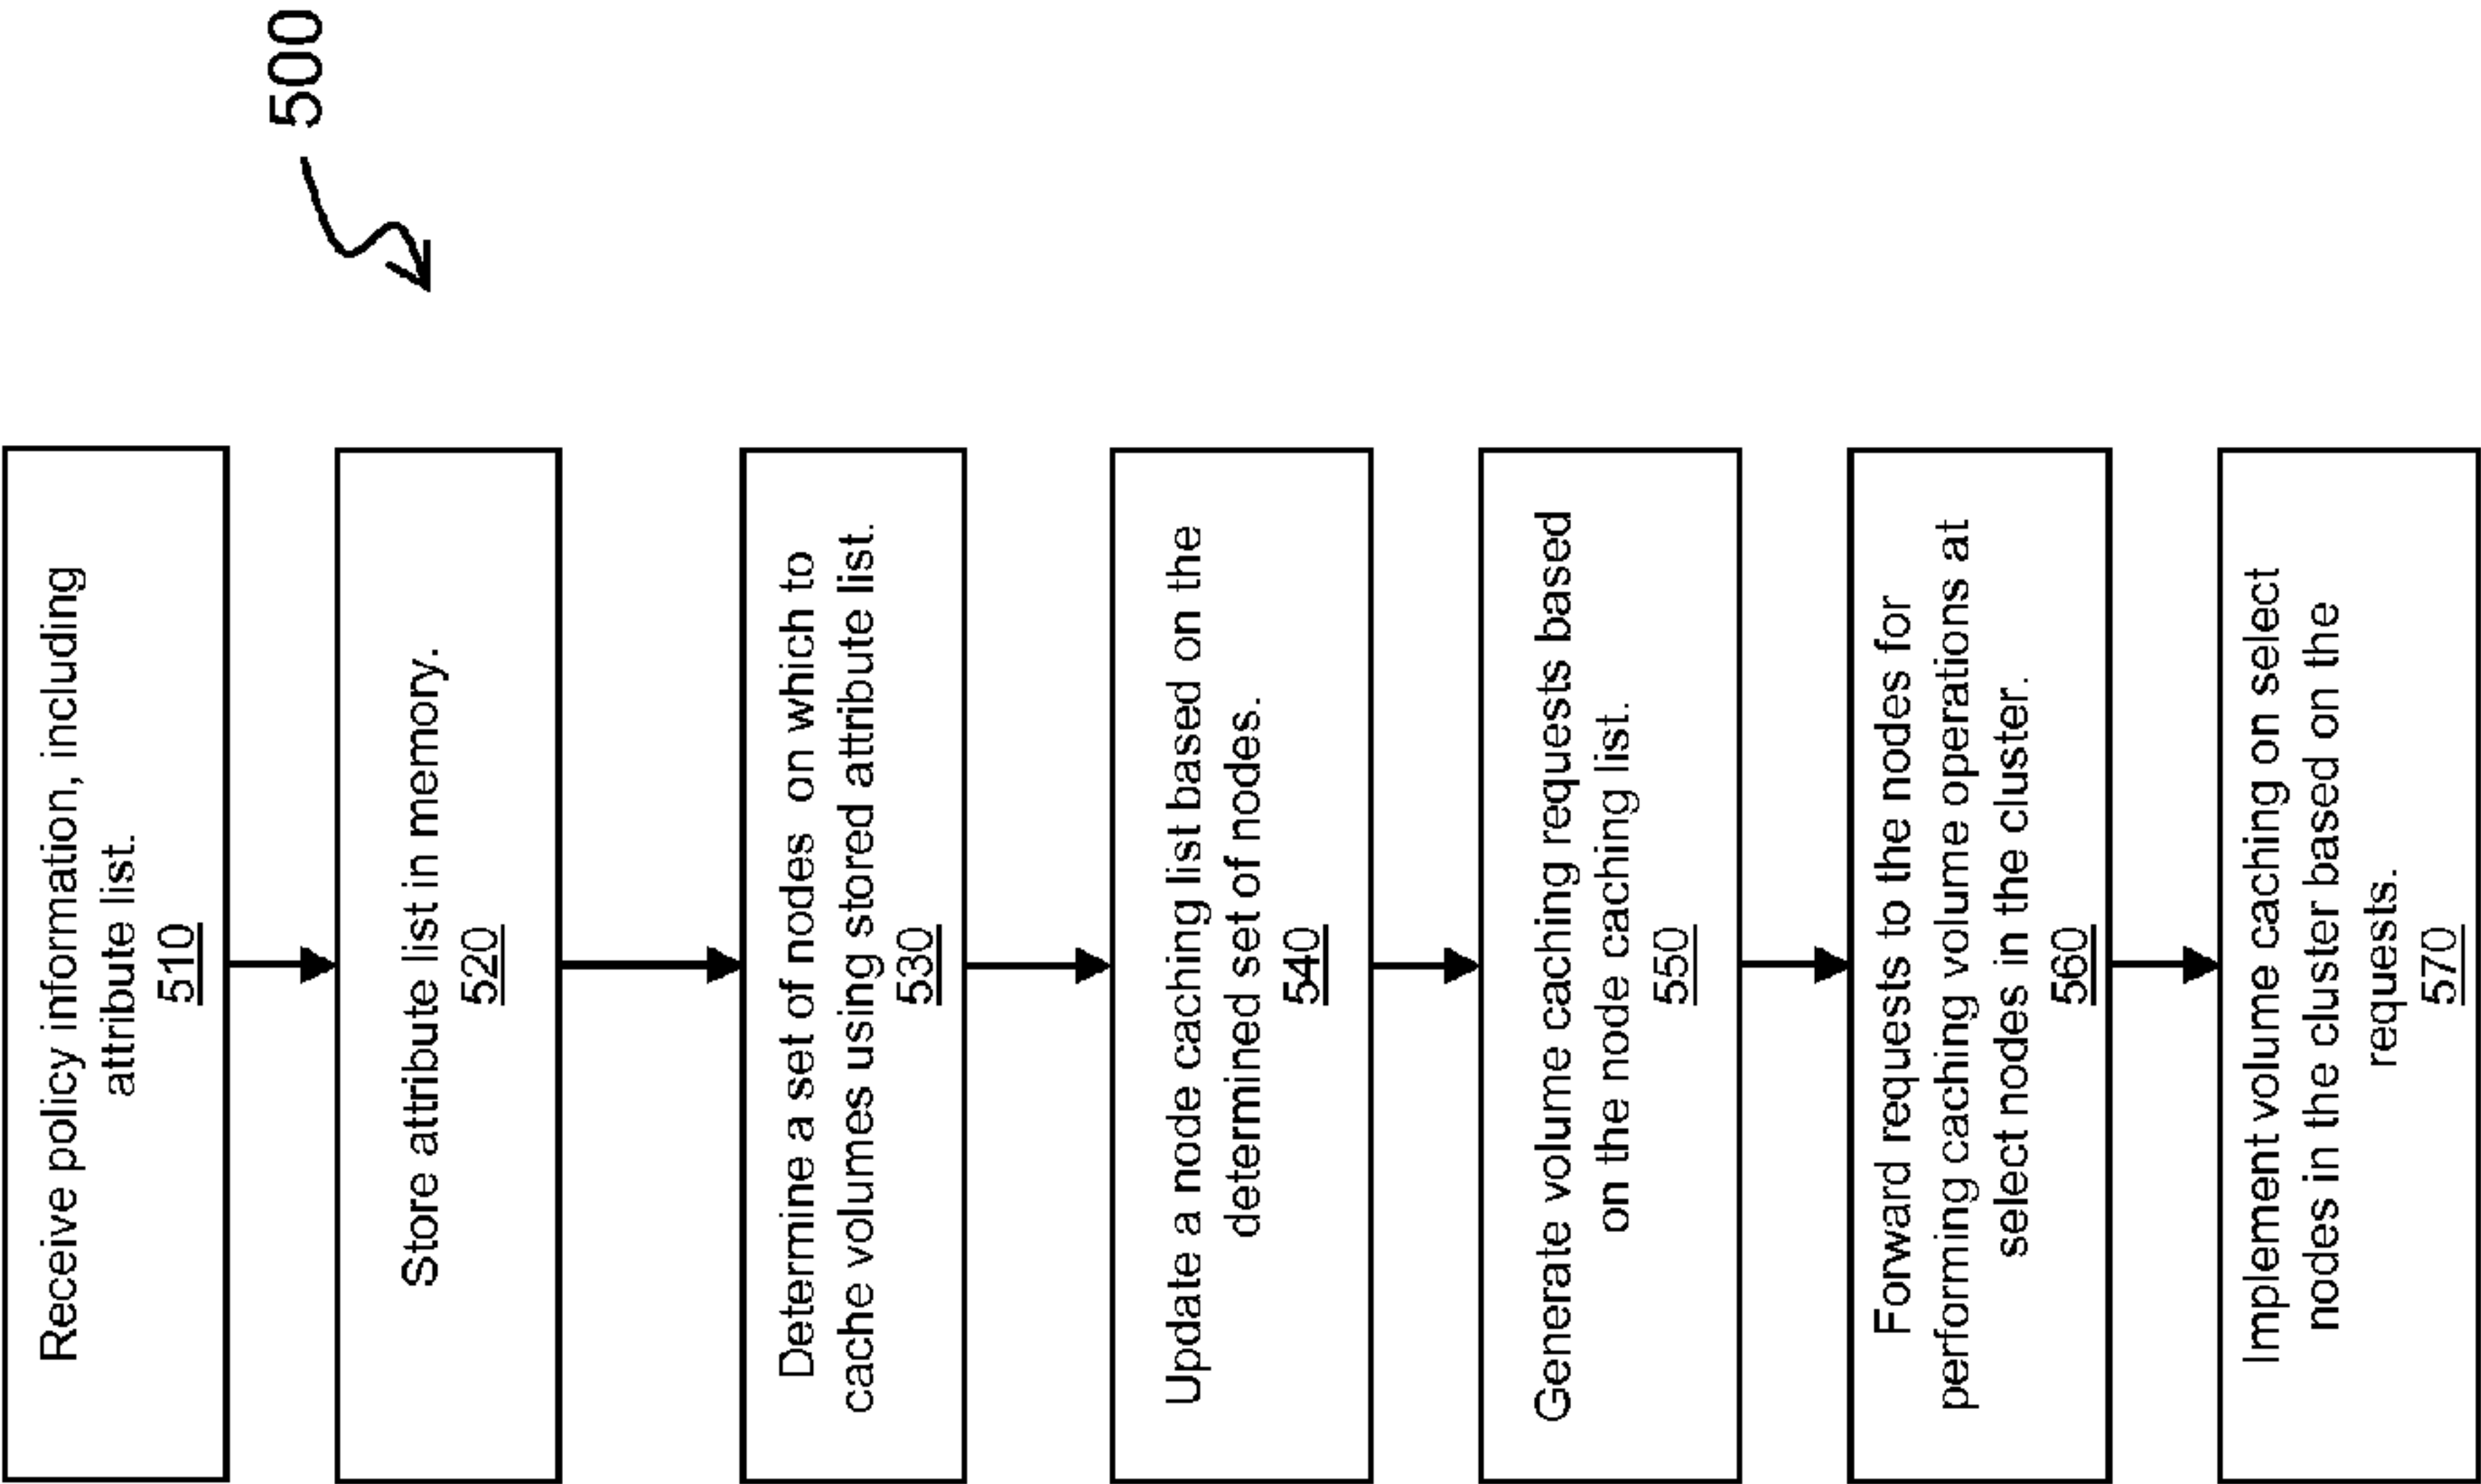 500
Receive policy information, including
attribute list.
510
Store attribute list in memory.
520
Determine a set of nodes on which to
cache volumes using stored attribute list.
530
Update a node caching list based on the
determined set of nodes.
540
Generate volume caching requests based
on the node caching list.
550
Forward requests to the nodes for
performing caching volume operations at
select nodes in the cluster.
560
Implement volume caching on select
nodes in the cluster based on the
requests.
570